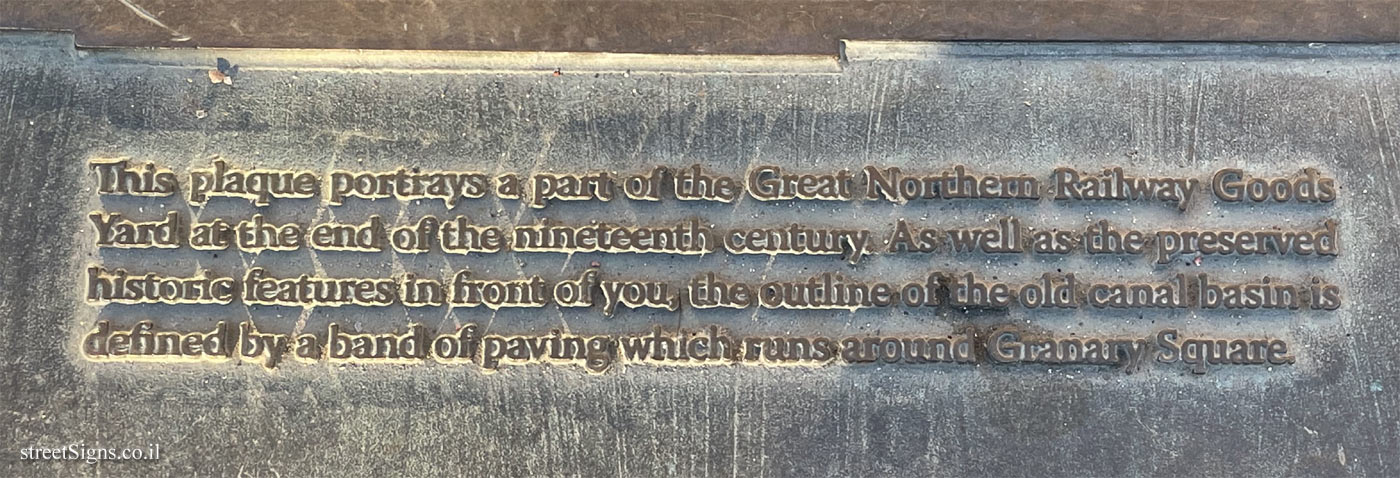 This plaque portrays a part of the Great Northern Railway Goods
Yard at the end of the nineteenth century. As well as the preserved
historic features in front of you, the outline of the old canal basin is
defined by a band of paving which runs around Granary Square.
streetSigns.co.il